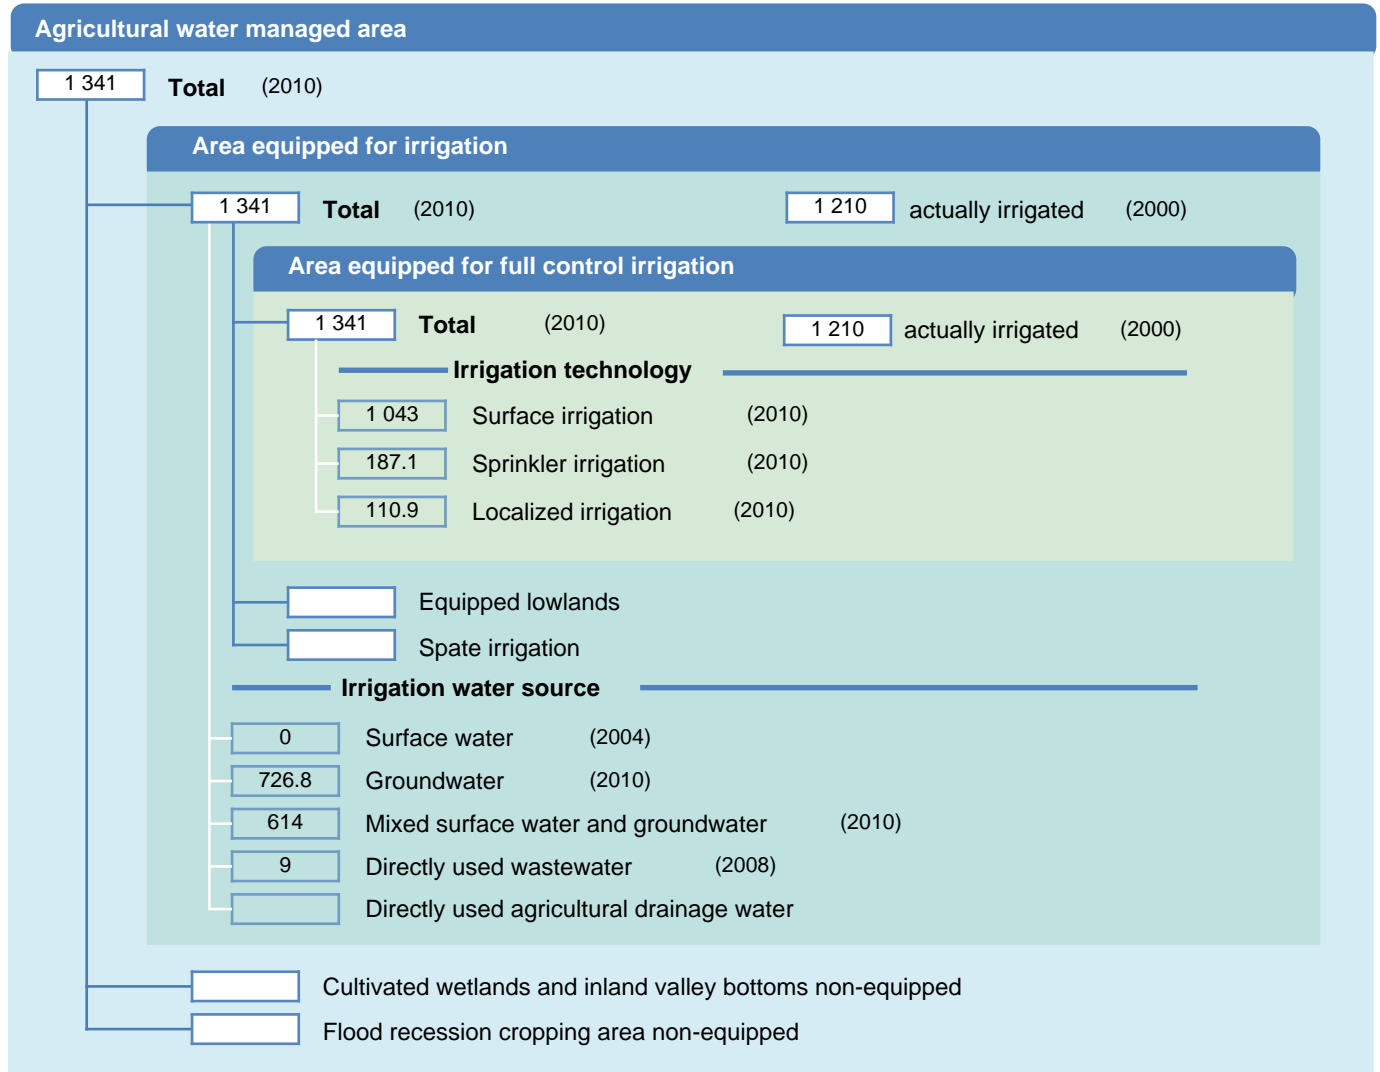 Agricultural water managed area
1 341 Total (2010)
Area equipped for irrigation
1 341 Total (2010) 1 210 actually irrigated (2000)
Area equipped for full control irrigation
1 341 Total (2010) 1 210 actually irrigated (2000)
Irrigation technology
1 043 Surface irrigation (2010)
187.1 Sprinkler irrigation (2010)
110.9 Localized irrigation (2010)
Equipped lowlands
Spate irrigation
Irrigation water source
0 Surface water (2004)
726.8 Groundwater (2010)
614 Mixed surface water and groundwater (2010)
9 Directly used wastewater (2008)
Directly used agricultural drainage water
Cultivated wetlands and inland valley bottoms non-equipped
Flood recession cropping area non-equipped